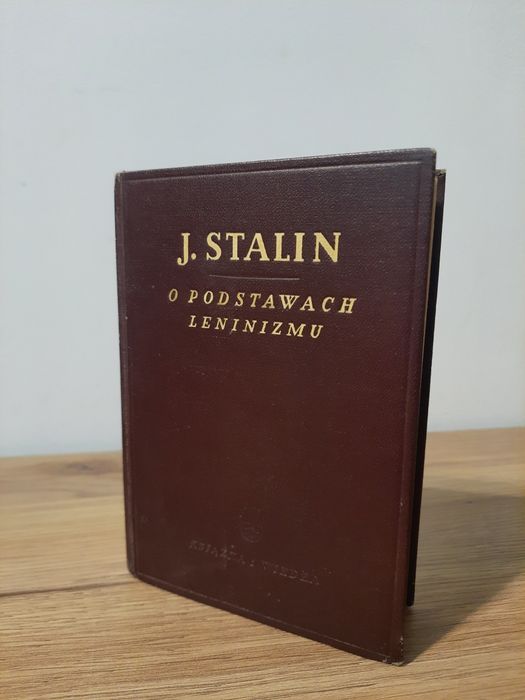 J. STALIN
O PODSTAWACH
LENINIZMU
KSIĄŻKA I WIEDZA